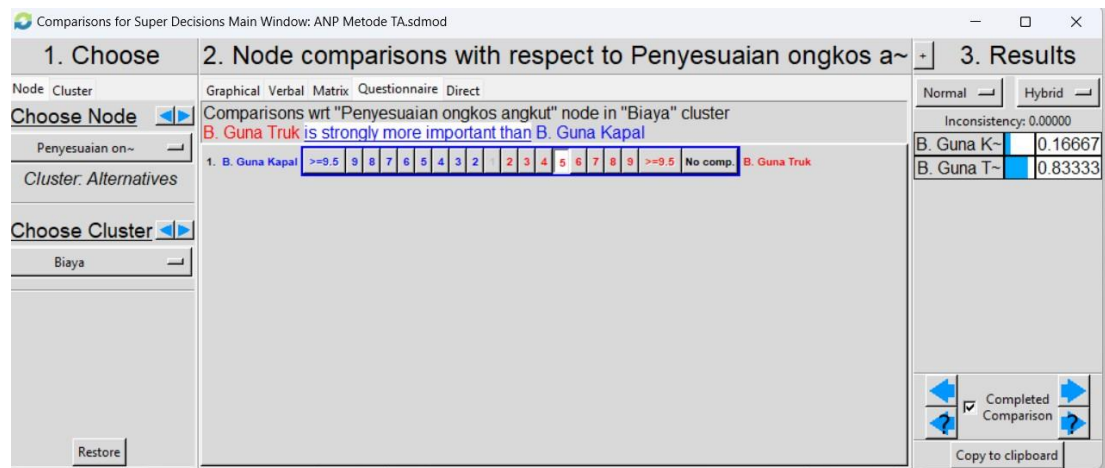 Comparisons for Super Decisions Main Window: ANP Metode TA.sdmod
1. Choose
Node Cluster
Choose Node
Penyesuaian on~
Cluster: Alternatives
Choose Cluster
Biaya
Restore
2. Node comparisons with respect to Penyesuaian ongkos a~
Graphical Verbal Matrix Questionnaire Direct
Comparisons wrt "Penyesuaian ongkos angkut" node in "Biaya" cluster
B. Guna Truk is strongly more important than B. Guna Kapal
1. B. Guna Kapal >=9.5 9 8 7 6 5 4 3 2 1 2 3 4 5 6 7 8 9 >=9.5 No comp. B. Guna Truk
+ 3. Results
Normal Hybrid
Inconsistency: 0.00000
B. Guna K~ 0.16667
B. Guna T~ 0.83333
Completed
Comparison
? ?
Copy to clipboard